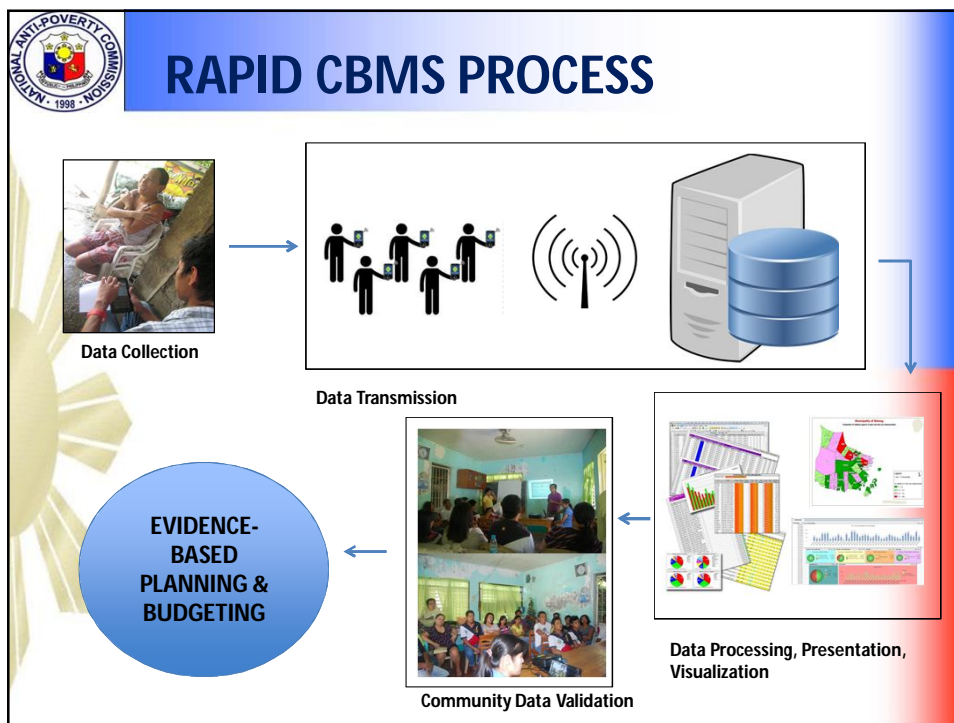 NATIONAL ANTI-POVERTY COMMISSION
• 1998 •
RAPID CBMS PROCESS
Data Collection
Data Transmission
EVIDENCE-
BASED
PLANNING &
BUDGETING
Community Data Validation
Data Processing, Presentation,
Visualization